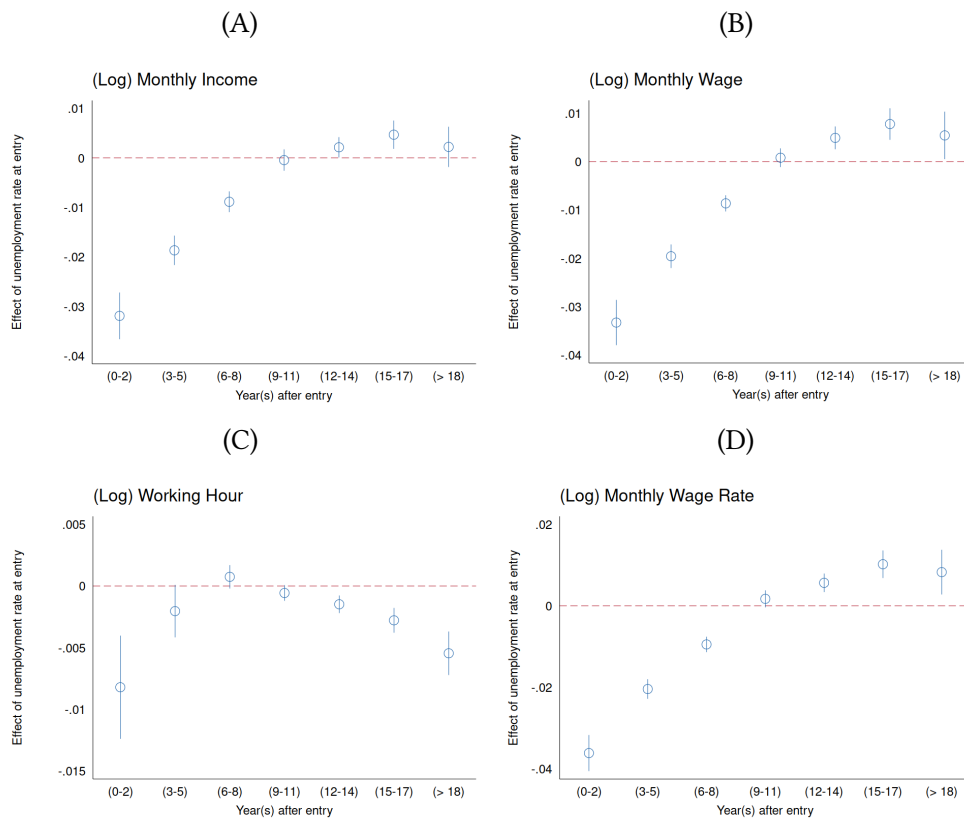 (A)
(Log) Monthly Income
Effect of unemployment rate at entry
.01
0
-.01
-.02
-.03
-.04
(0-2) (3-5) (6-8) (9-11) (12-14) (15-17) (> 18)
Year(s) after entry
(B)
(Log) Monthly Wage
Effect of unemployment rate at entry
.01
0
-.01
-.02
-.03
-.04
(0-2) (3-5) (6-8) (9-11) (12-14) (15-17) (> 18)
Year(s) after entry
(C)
(Log) Working Hour
Effect of unemployment rate at entry
.005
0
-.005
-.01
-.015
(0-2) (3-5) (6-8) (9-11) (12-14) (15-17) (> 18)
Year(s) after entry
(D)
(Log) Monthly Wage Rate
Effect of unemployment rate at entry
.02
0
-.02
-.04
(0-2) (3-5) (6-8) (9-11) (12-14) (15-17) (> 18)
Year(s) after entry